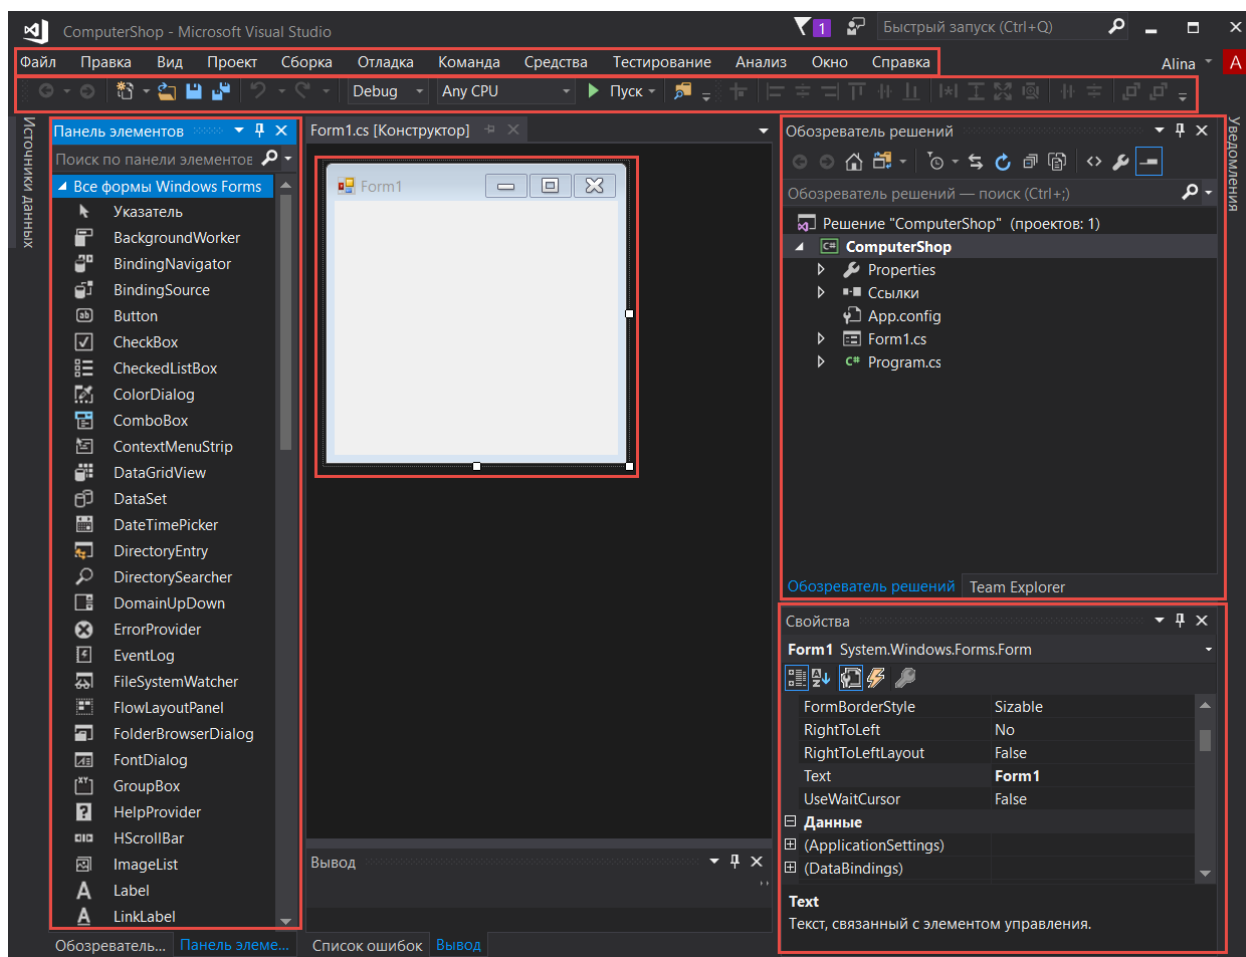 ComputerShop - Microsoft Visual Studio
1
Быстрый запуск (Ctrl+Q)
Файл Правка Вид Проект Сборка Отладка Команда Средства Тестирование Анализ Окно Справка
Alina A
Debug Any CPU Пуск
Источники данных
Панель элементов
Поиск по панели элементов
Все формы Windows Forms
Указатель
BackgroundWorker
BindingNavigator
BindingSource
Button
CheckBox
CheckedListBox
ColorDialog
ComboBox
ContextMenuStrip
DataGridView
DataSet
DateTimePicker
DirectoryEntry
DirectorySearcher
DomainUpDown
ErrorProvider
EventLog
FileSystemWatcher
FlowLayoutPanel
FolderBrowserDialog
FontDialog
GroupBox
HelpProvider
HScrollBar
ImageList
Label
LinkLabel
Обозреватель... Панель элеме...
Form1.cs [Конструктор]
Form1
Вывод
Список ошибок Вывод
Обозреватель решений
Обозреватель решений — поиск (Ctrl+;)
Решение "ComputerShop" (проектов: 1)
ComputerShop
Properties
Ссылки
App.config
Form1.cs
Program.cs
Обозреватель решений Team Explorer
Свойства
Form1 System.Windows.Forms.Form
FormBorderStyle Sizable
RightToLeft No
RightToLeftLayout False
Text Form1
UseWaitCursor False
Данные
(ApplicationSettings)
(DataBindings)
Text
Текст, связанный с элементом управления.
Уведомления